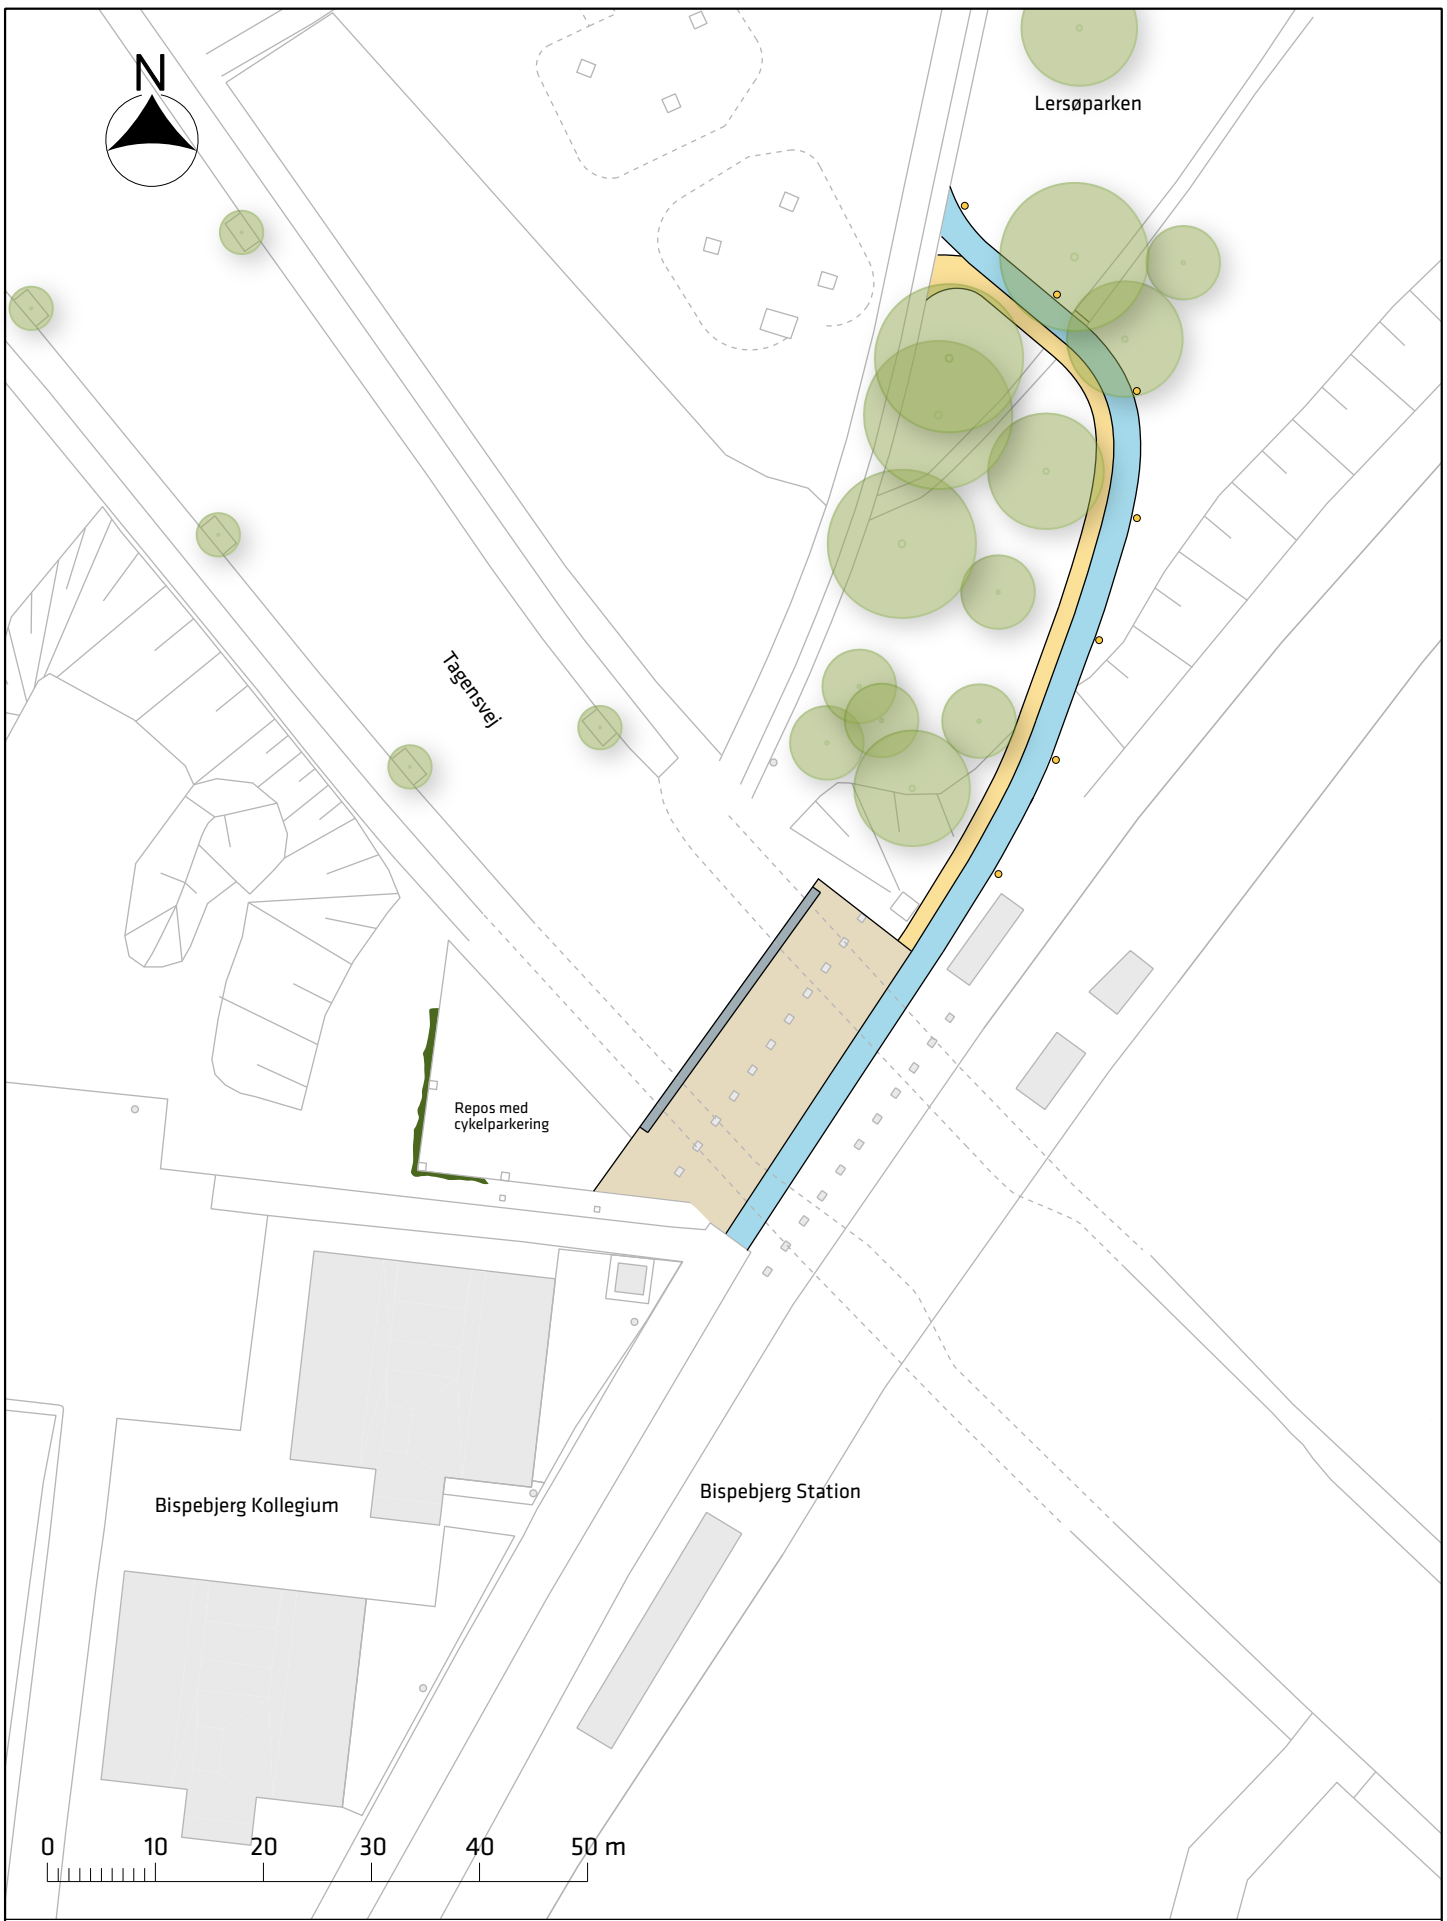 N
Lersøparken
Tagensvej
Repos med
cykelparkering
Bispebjerg Station
Bispebjerg Kollegium
0 10 20 30 40 50 m